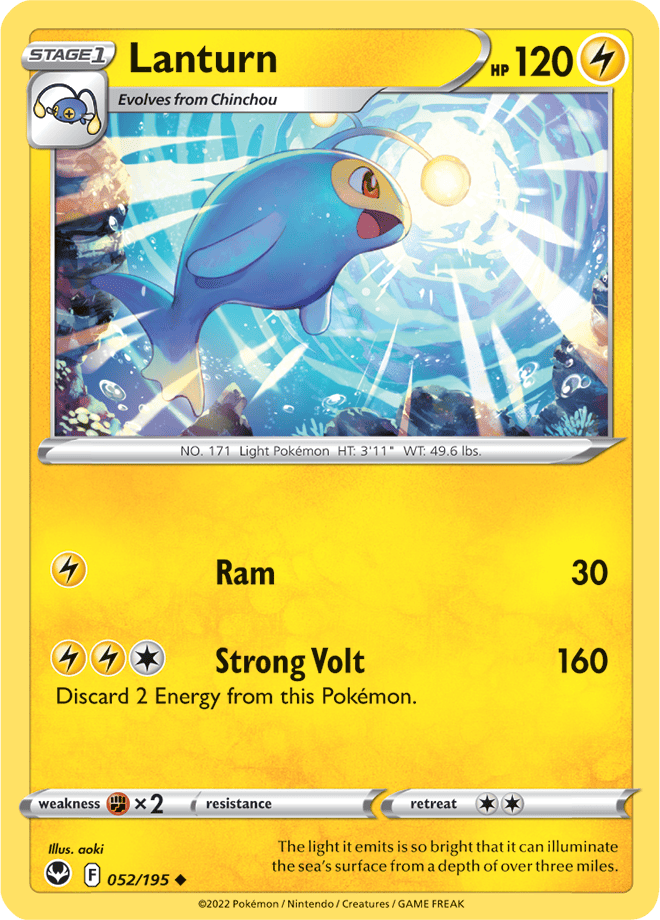 STAGE1
Lanturn
HP 120
Evolves from Chinchou
NO. 171 Light Pokémon HT: 3'11" WT: 49.6 lbs.
Ram 30
Strong Volt 160
Discard 2 Energy from this Pokémon.
weakness ×2 resistance retreat
Illus. aoki
The light it emits is so bright that it can illuminate
the sea's surface from a depth of over three miles.
F 052/195
©2022 Pokémon / Nintendo / Creatures / GAME FREAK